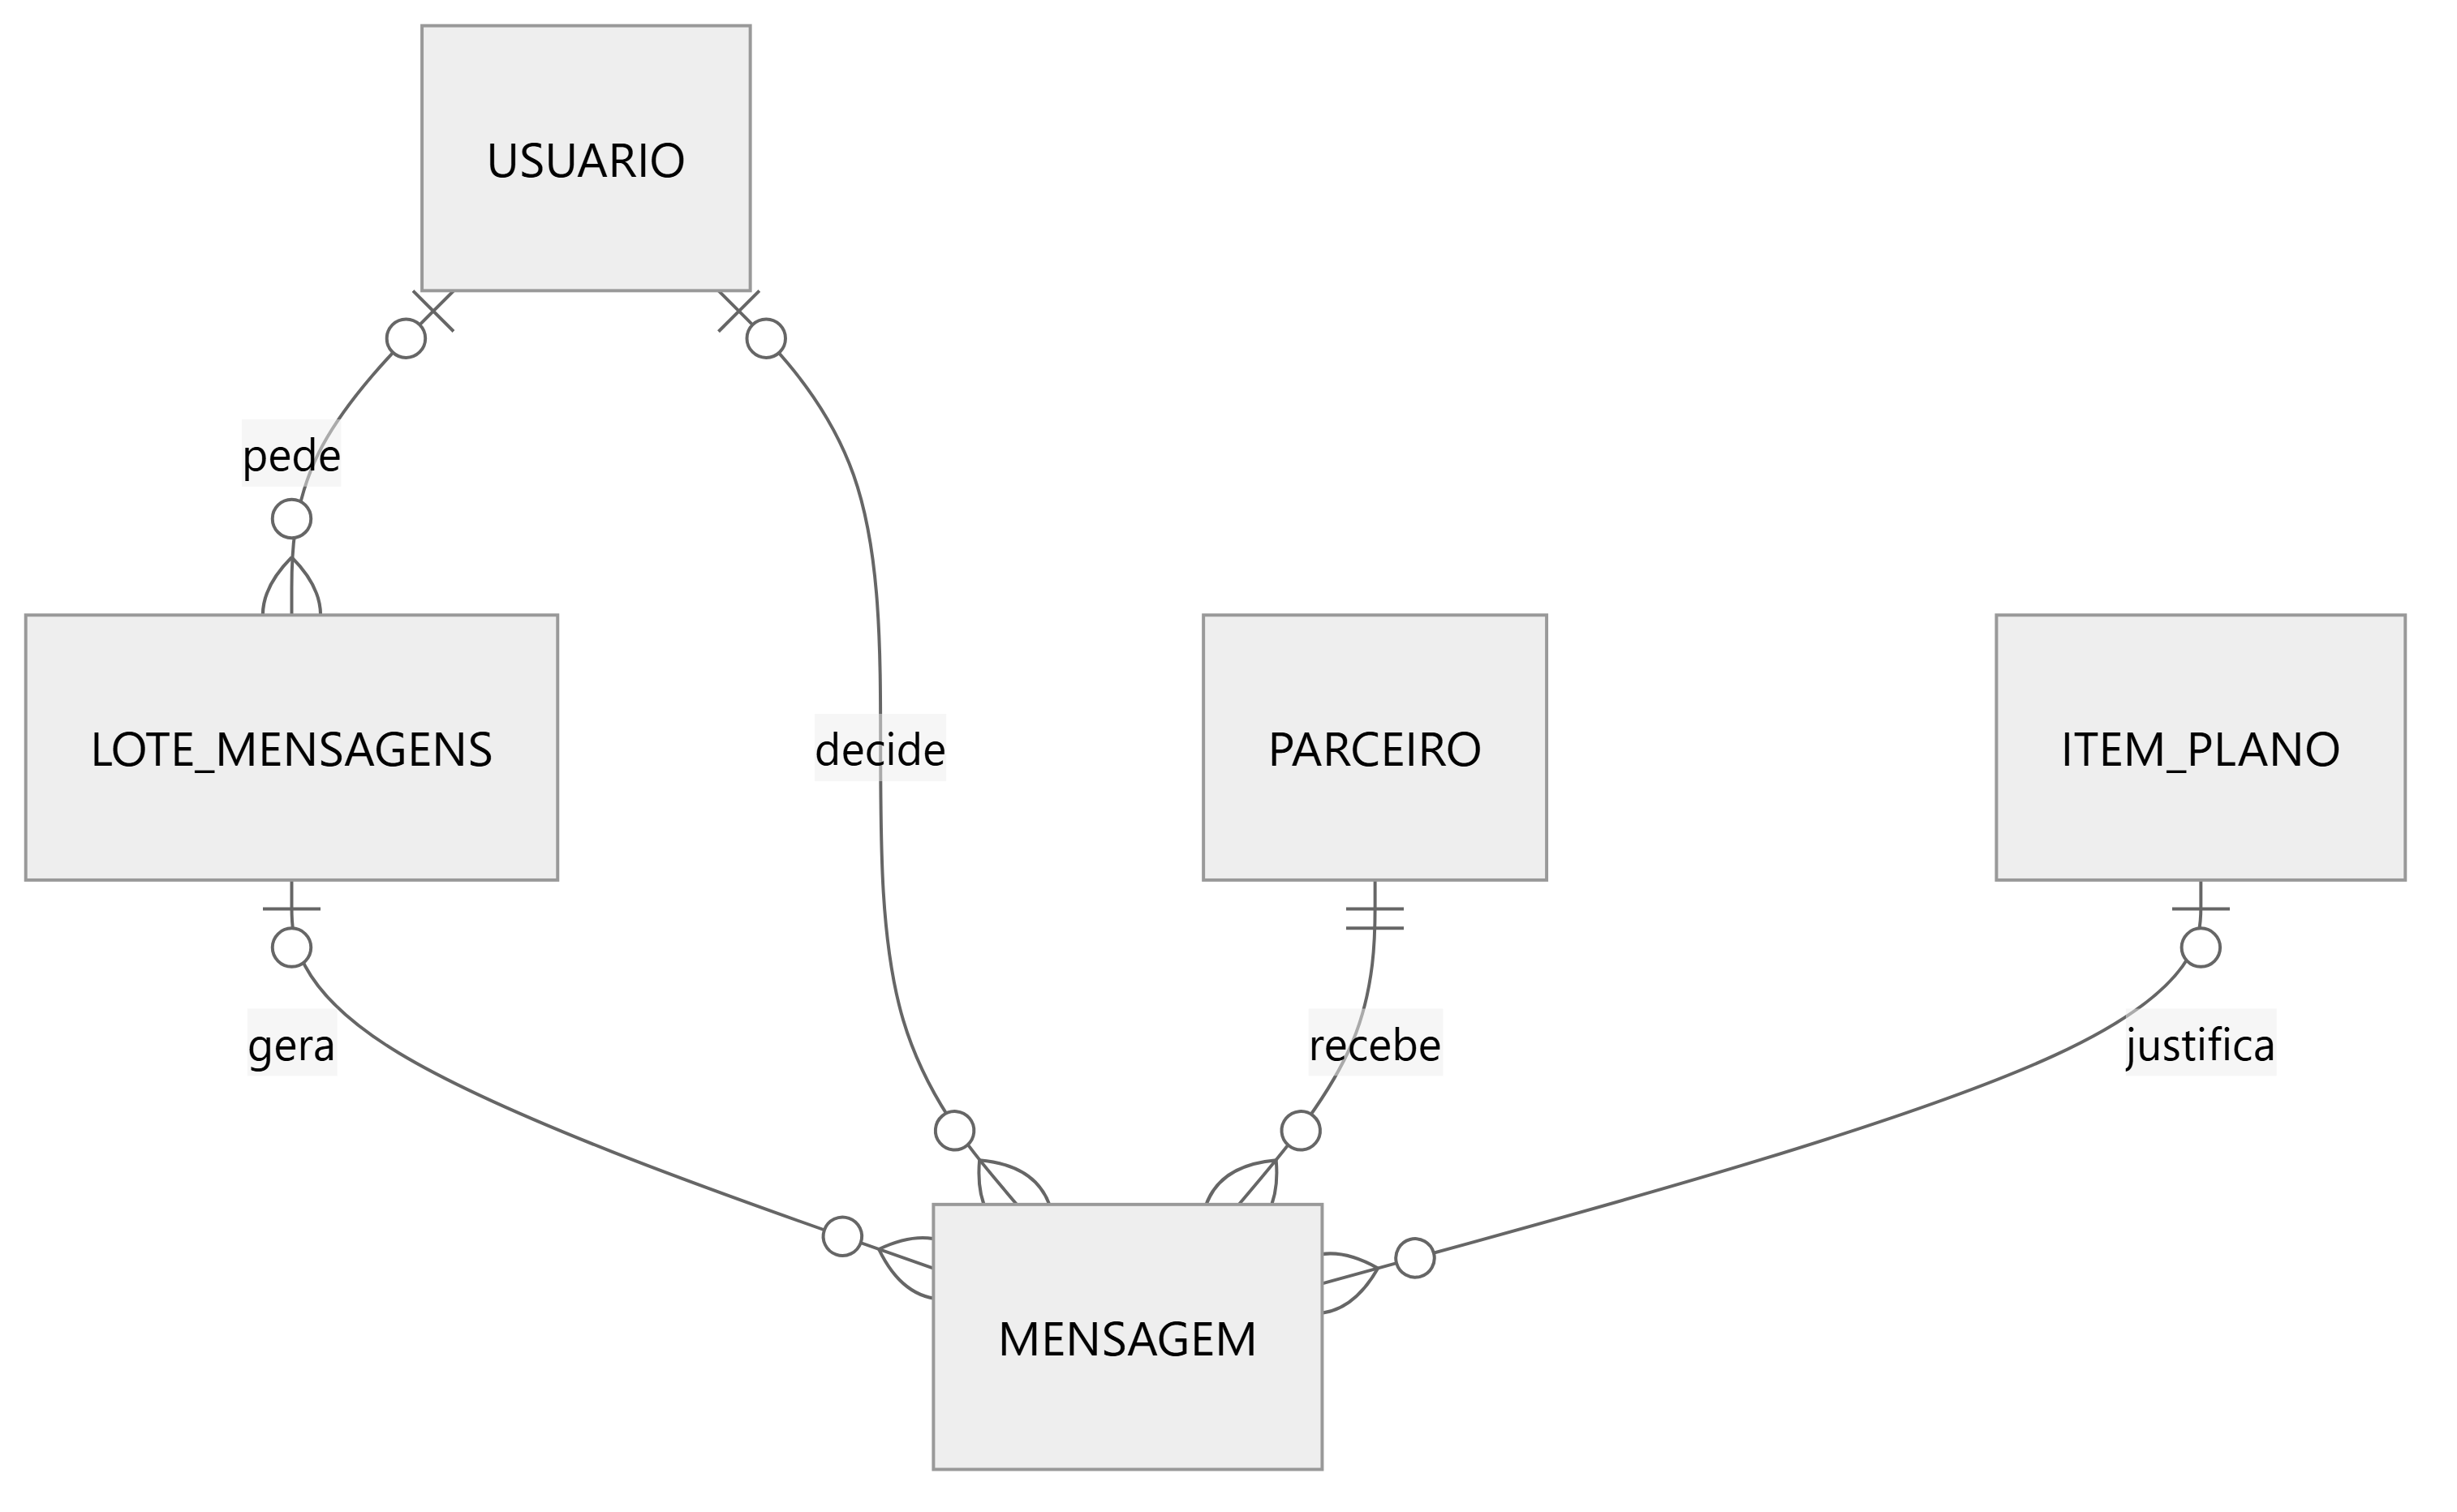 USUARIO
pede
LOTE_MENSAGENS
decide
PARCEIRO
ITEM_PLANO
gera
recebe
justifica
MENSAGEM